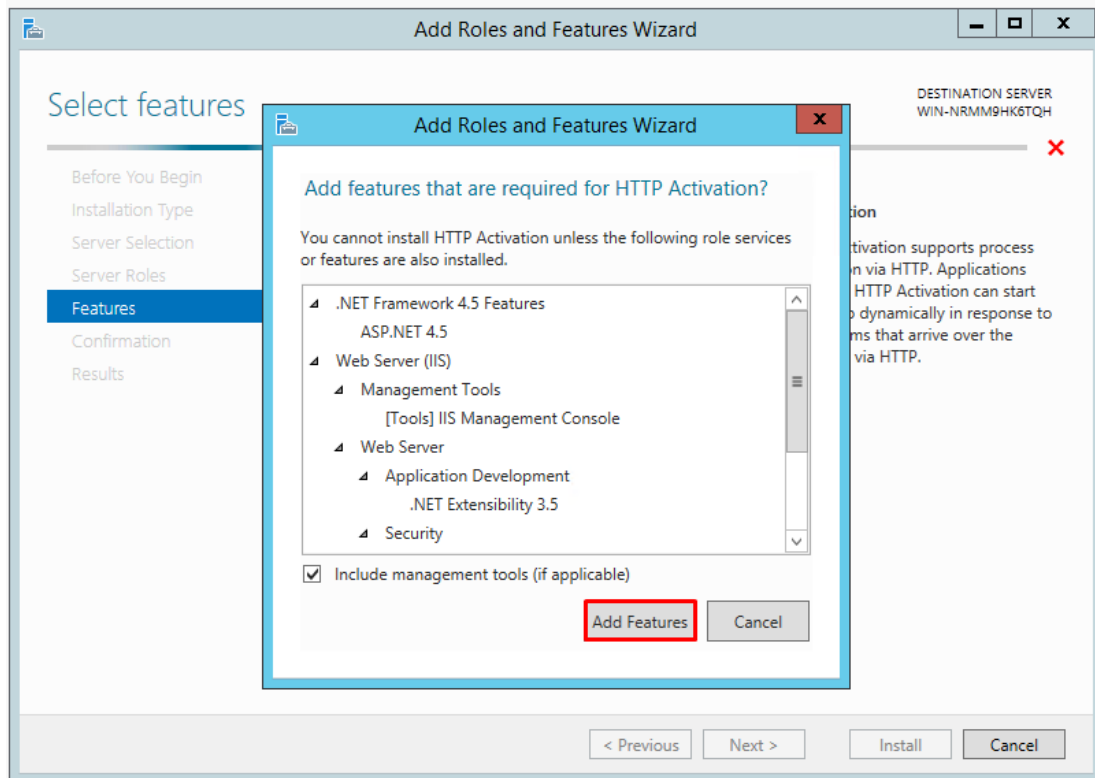 Add Roles and Features Wizard
Select features
DESTINATION SERVER
WIN-NRMM9HK6TQH
Before You Begin
Installation Type
Server Selection
Server Roles
Features
Confirmation
Results
Add Roles and Features Wizard
Add features that are required for HTTP Activation?
You cannot install HTTP Activation unless the following role services
or features are also installed.
.NET Framework 4.5 Features
ASP.NET 4.5
Web Server (IIS)
Management Tools
[Tools] IIS Management Console
Web Server
Application Development
.NET Extensibility 3.5
Security
Include management tools (if applicable)
Add Features
Cancel
tion
tivation supports process
on via HTTP. Applications
HTTP Activation can start
dynamically in response to
ms that arrive over the
via HTTP.
< Previous
Next >
Install
Cancel